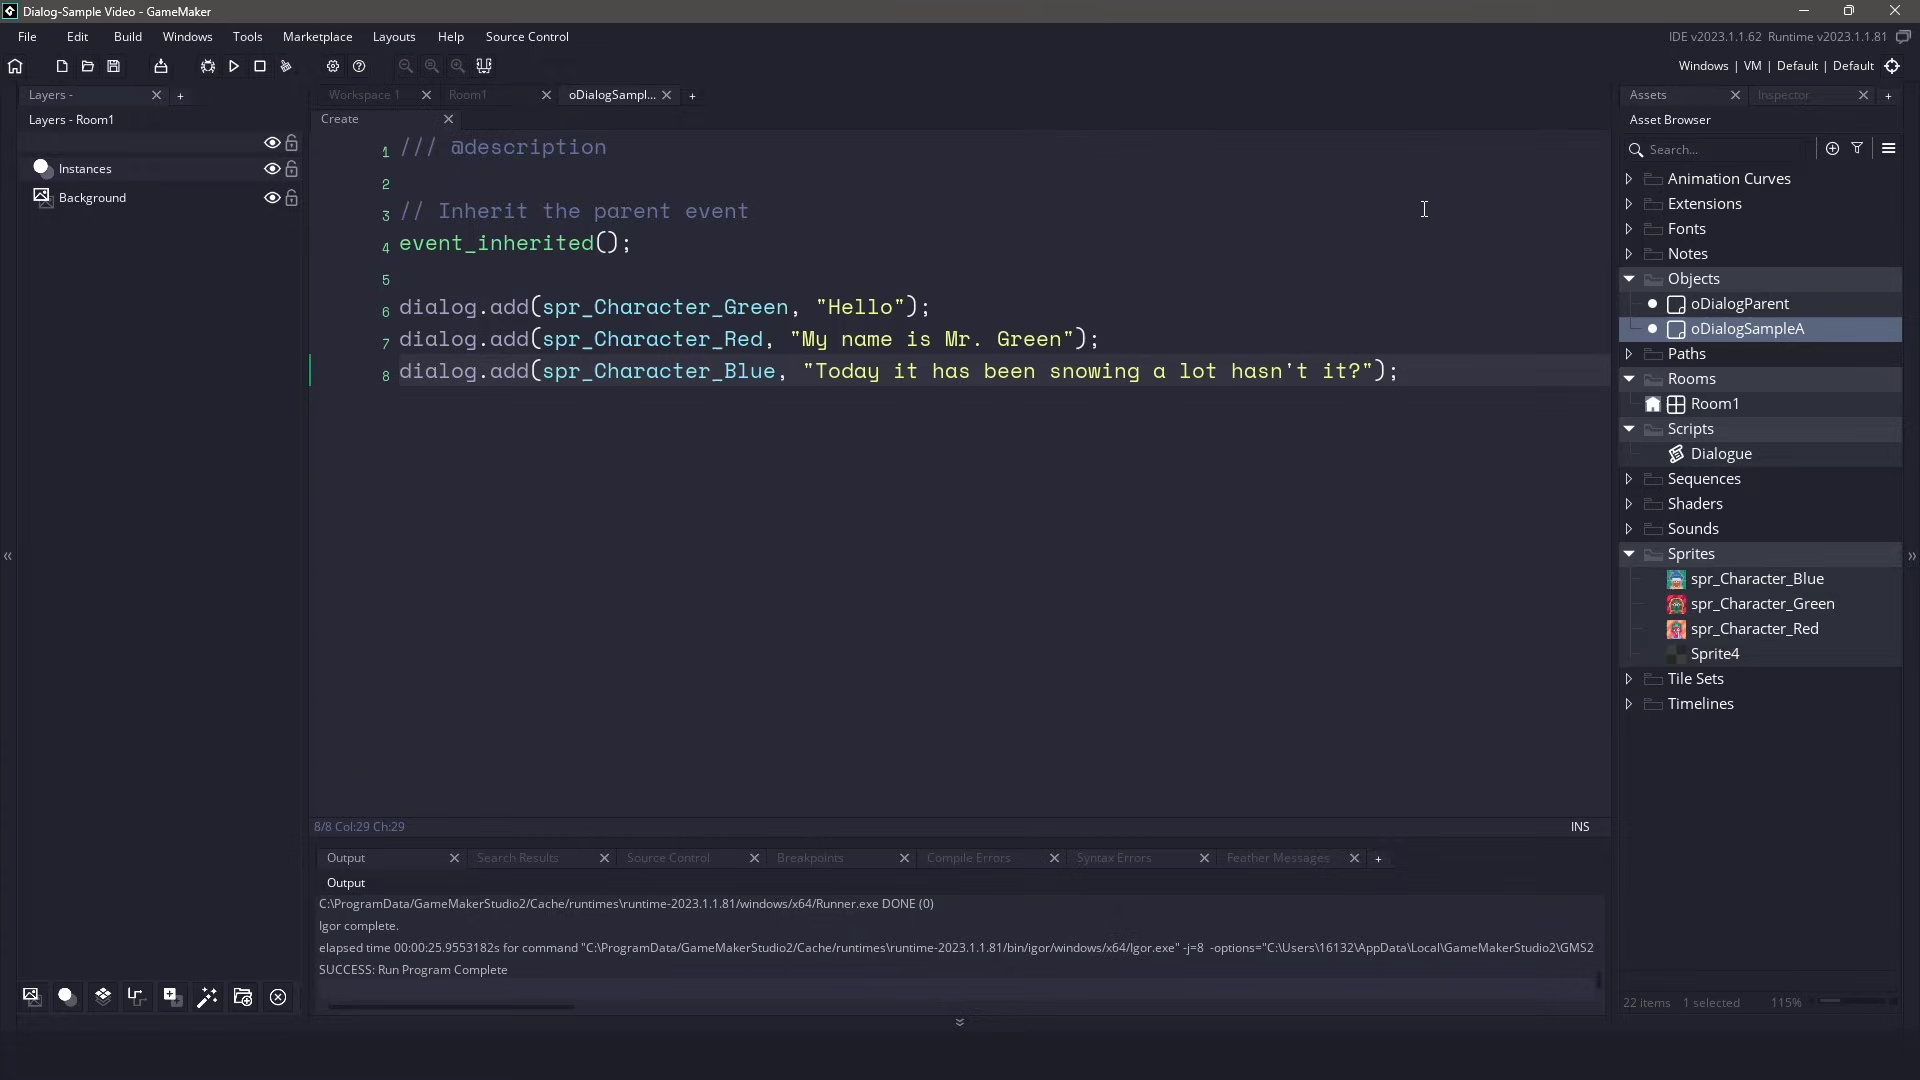 Dialog-Sample Video - GameMaker
File Edit Build Windows Tools Marketplace Layouts Help Source Control
IDE v2023.1.1.62 Runtime v2023.1.1.81
Windows | VM | Default | Default
Layers -
Workspace 1 Room1 oDialogSampl...
Assets Inspector
Layers - Room1
Create
Asset Browser
Search...
Instances
Background
1 /// @description
2
3 // Inherit the parent event
4 event_inherited();
5
6 dialog.add(spr_Character_Green, "Hello");
7 dialog.add(spr_Character_Red, "My name is Mr. Green");
8 dialog.add(spr_Character_Blue, "Today it has been snowing a lot hasn't it?");
Animation Curves
Extensions
Fonts
Notes
Objects
oDialogParent
oDialogSampleA
Paths
Rooms
Room1
Scripts
Dialogue
Sequences
Shaders
Sounds
Sprites
spr_Character_Blue
spr_Character_Green
spr_Character_Red
Sprite4
Tile Sets
Timelines
8/8 Col:29 Ch:29
INS
Output Search Results Source Control Breakpoints Compile Errors Syntax Errors Feather Messages
Output
C:\ProgramData/GameMakerStudio2/Cache/runtimes\runtime-2023.1.1.81/windows/x64/Runner.exe DONE (0)
Igor complete.
elapsed time 00:00:25.9553182s for command "C:\ProgramData/GameMakerStudio2/Cache/runtimes\runtime-2023.1.1.81/bin/igor/windows/x64/Igor.exe" -j=8 -options="C:\Users\16132\AppData\Local\GameMakerStudio2\GMS2
SUCCESS: Run Program Complete
22 items 1 selected 115%